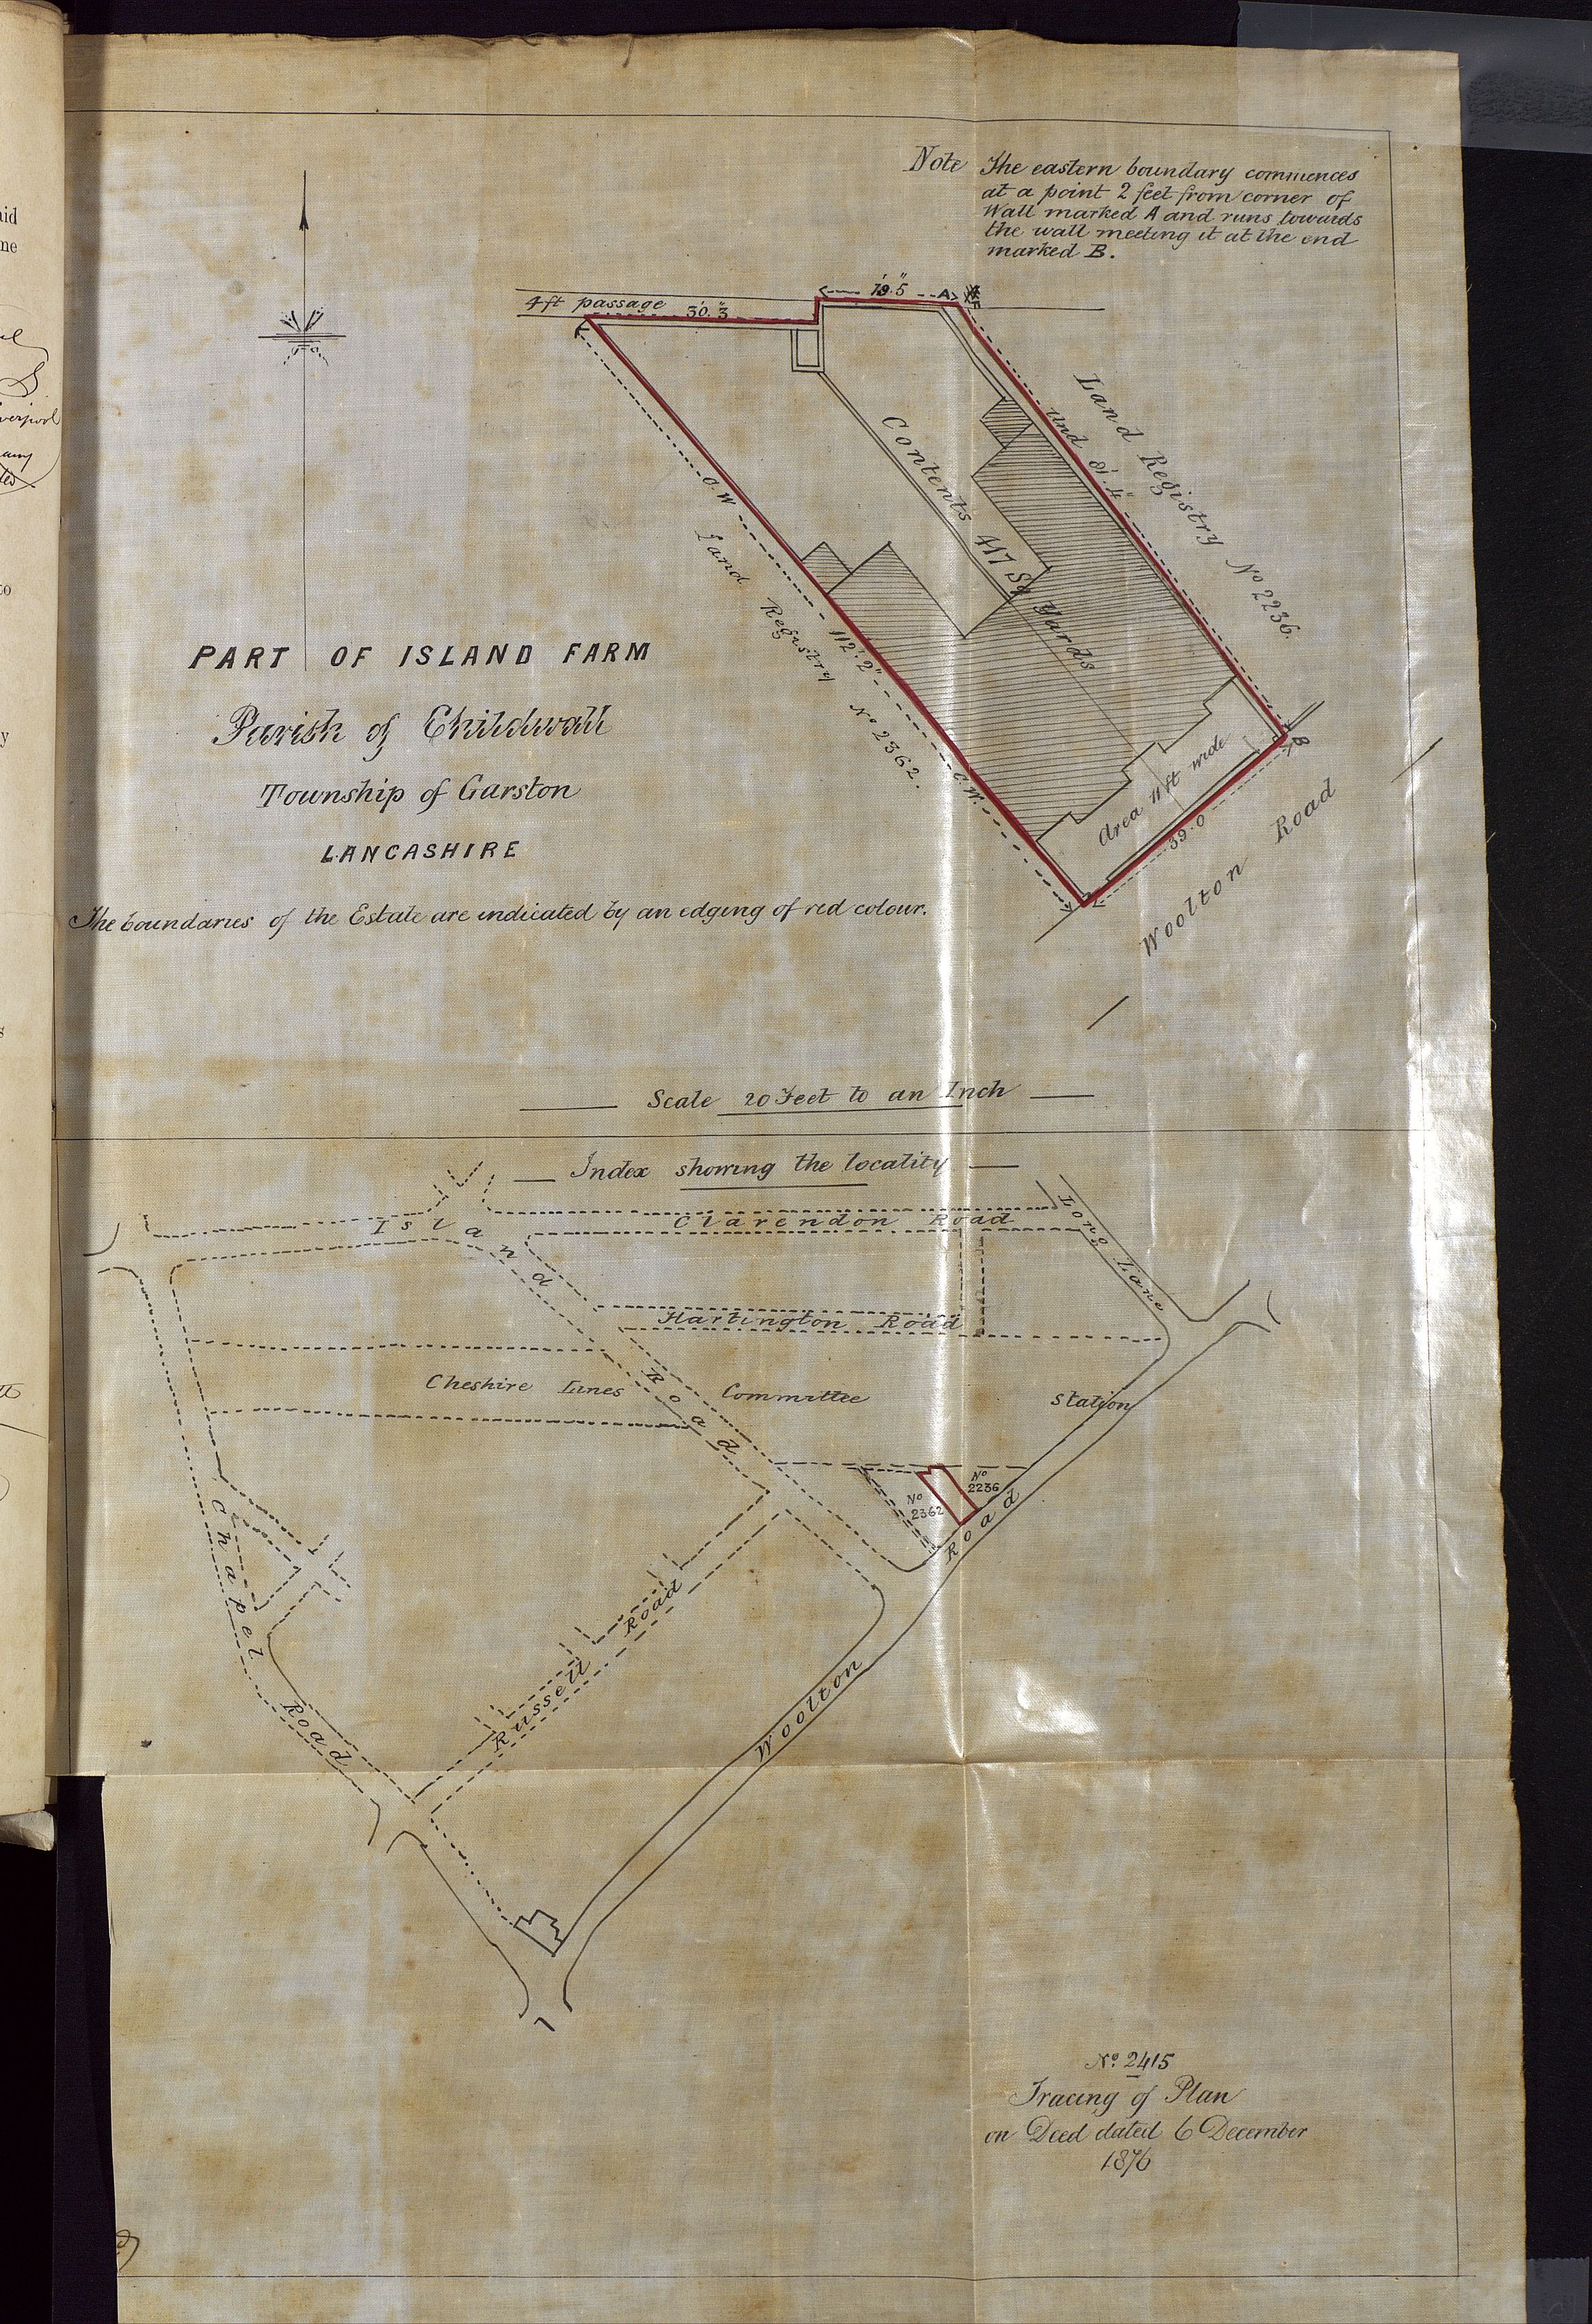 Note The eastern boundary commences
at a point 2 feet from corner of
Wall marked A and runs towards
the wall meeting it at the end
marked B.
4 ft passage
30.'3"
19.'5"
A
Land Registry No 2236.
Und 91.'4"
Contents 417 Sq Yards
O.W
112'.2"
C.W.
Land Registry No 2362.
B
Area 11 ft wide
39.0
Woolton Road
PART OF ISLAND FARM
Parish of Childwall
Township of Garston
LANCASHIRE
The boundaries of the Estate are indicated by an edging of red colour.
Scale 20 Feet to an Inch
Index showing the locality
Island Road
Clarendon Road
Long Lane
Hartington Road
Cheshire Lines Committee Station
No
2236
No
2362
Chapel Road
Russell Road
Woolton Road
No. 2415
Tracing of Plan
on Deed dated 6 December
1876